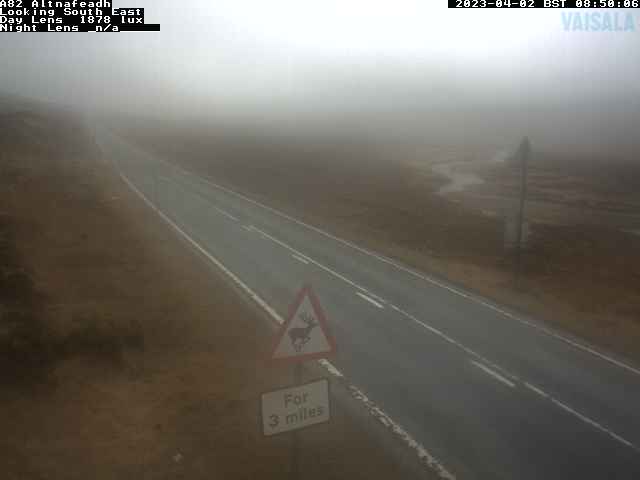 A82 Altnafeadh
Looking South East
Day Lens 1878 lux
Night Lens n/a
2023-04-02 BST 08:50:06
VAISALA
For
3 miles